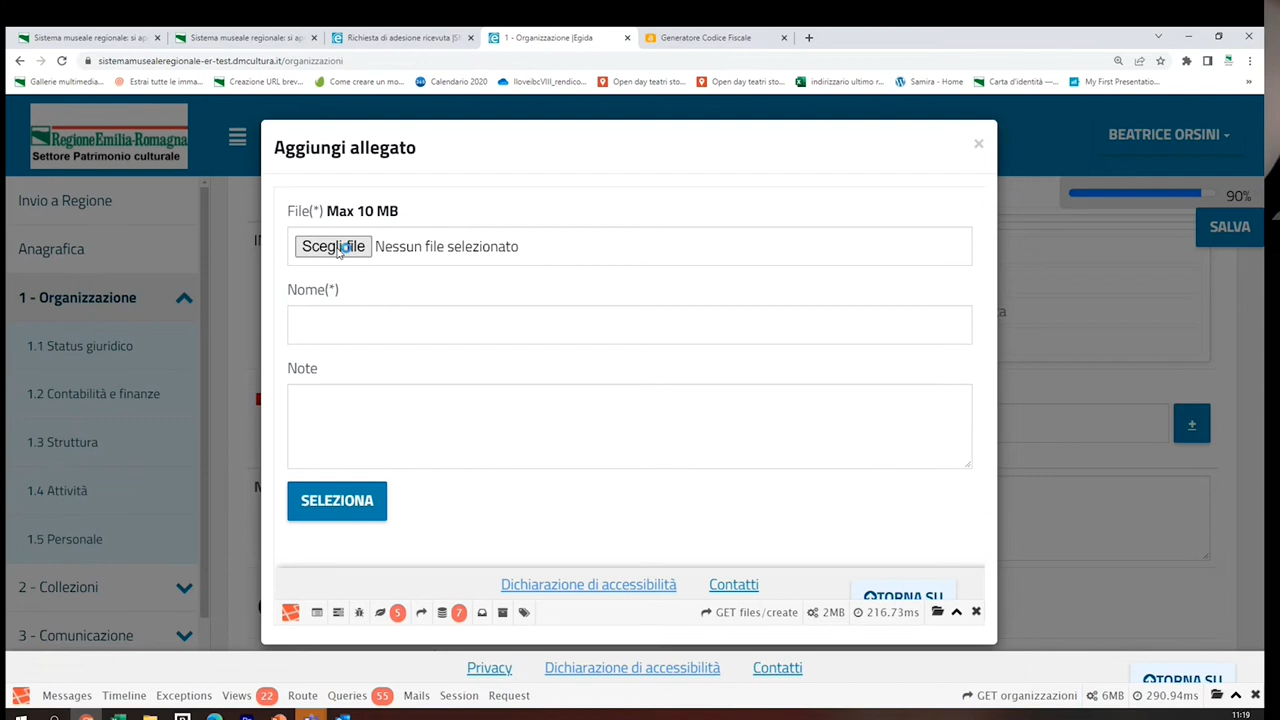 Sistema museale regionale: si ap
Sistema museale regionale: si ap
Richiesta di adesione ricevuta |
1 - Organizzazione |Egida
Generatore Codice Fiscale
sistemamusealeregionale-er-test.dmcultura.it/organizzazioni
Gallerie multimedia...
Estrai tutte le imma...
Creazione URL brev...
Come creare un mo...
Calendario 2020
IloveibcVIII_rendico...
Open day teatri sto...
Open day teatri sto...
indirizzario ultimo r...
Samira - Home
Carta d'identità —...
My First Presentatio...
RegioneEmilia-Romagna
Settore Patrimonio culturale
BEATRICE ORSINI
Aggiungi allegato
90%
SALVA
Invio a Regione
Anagrafica
1 - Organizzazione
1.1 Status giuridico
1.2 Contabilità e finanze
1.3 Struttura
1.4 Attività
1.5 Personale
2 - Collezioni
3 - Comunicazione
File(*) Max 10 MB
Scegli file Nessun file selezionato
Nome(*)
Note
SELEZIONA
Dichiarazione di accessibilità Contatti
TORNA SU
5 7 GET files/create 2MB 216.73ms
Privacy Dichiarazione di accessibilità Contatti
TORNA SU
Messages Timeline Exceptions Views 22 Route Queries 55 Mails Session Request GET organizzazioni 6MB 290.94ms
11:19